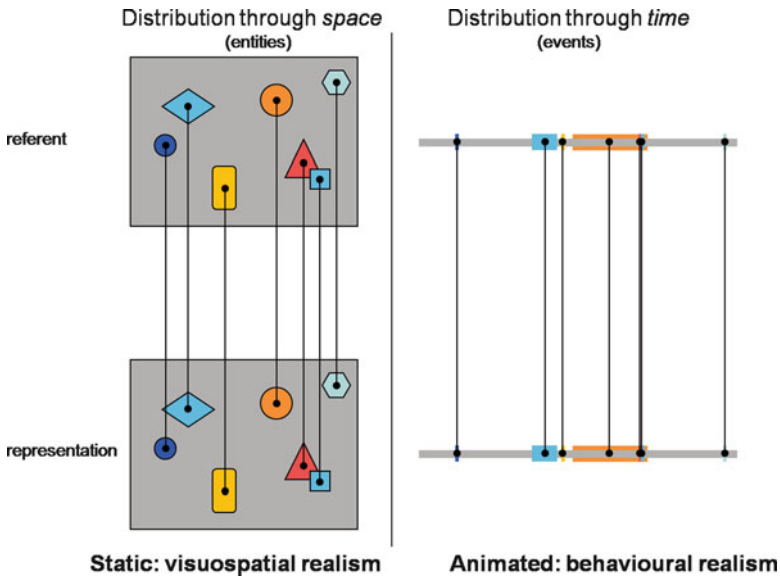 Distribution through space
(entities)
Distribution through time
(events)
referent
representation
Static: visuospatial realism
Animated: behavioural realism